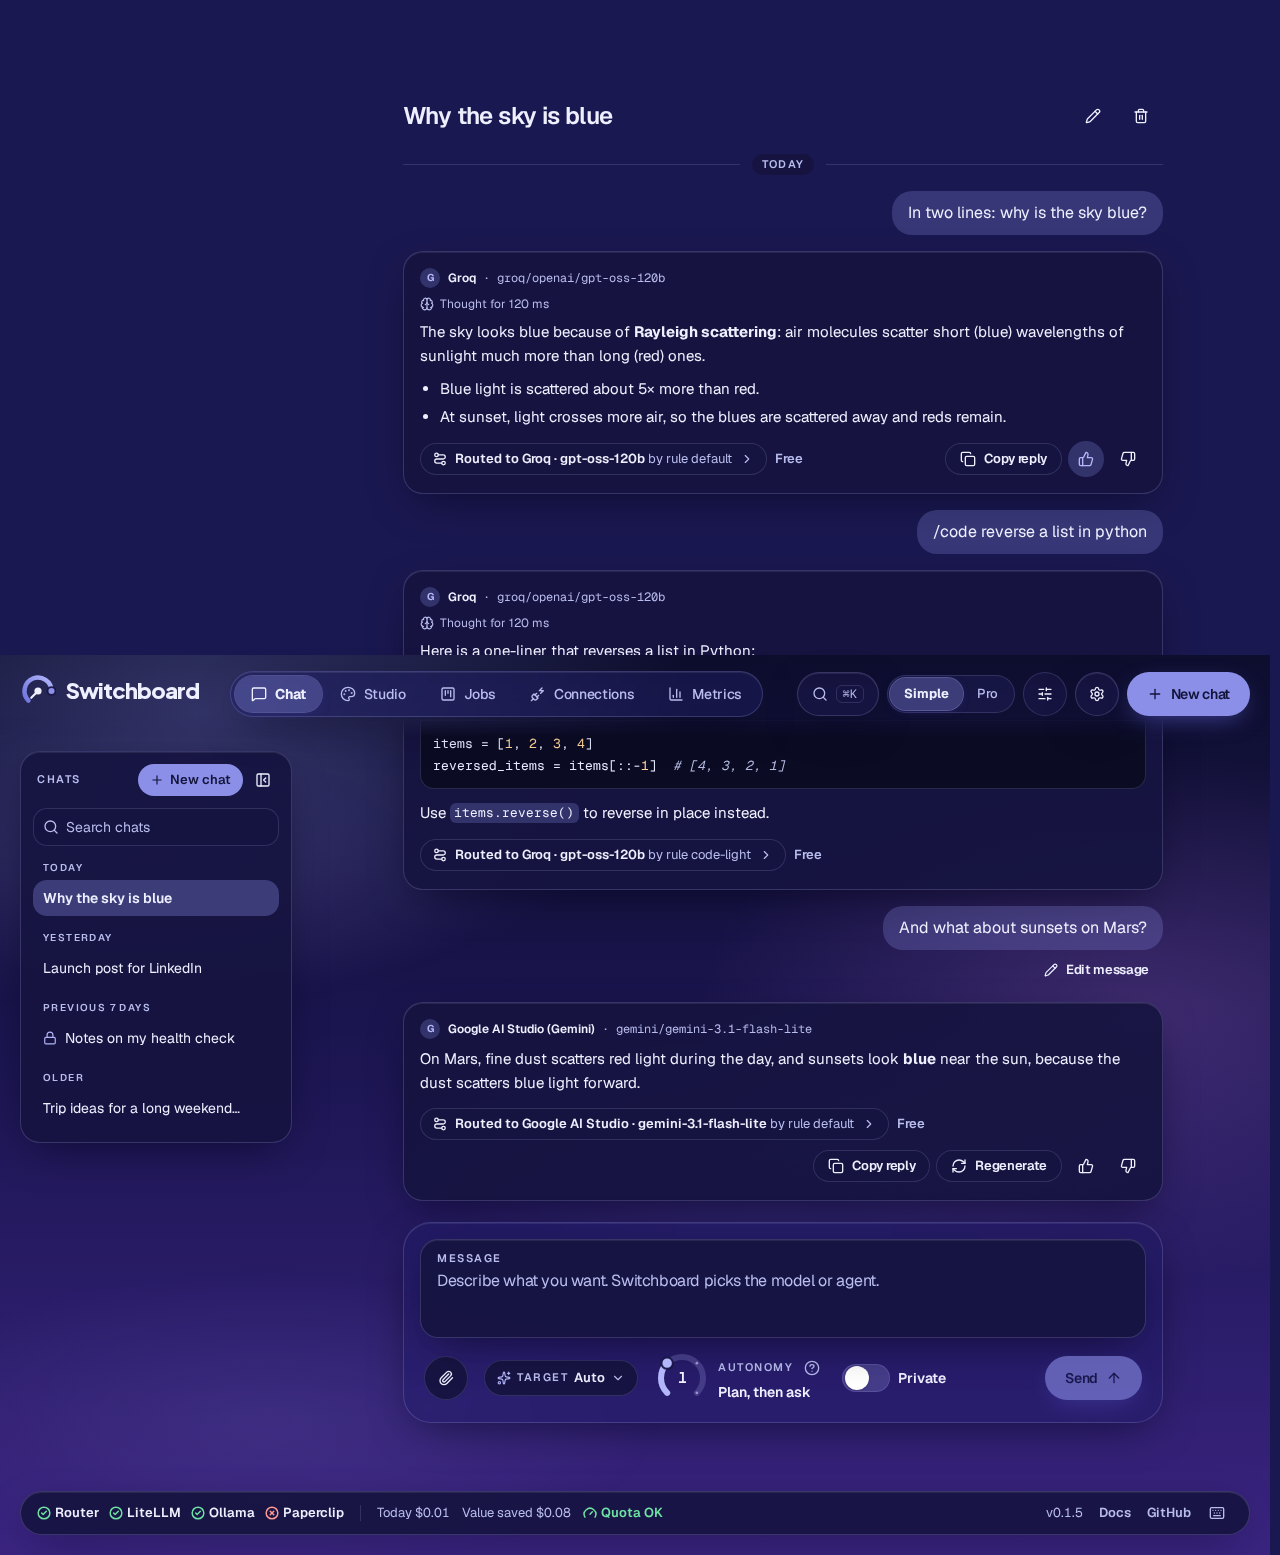 Why the sky is blue
TODAY
In two lines: why is the sky blue?
G Groq · groq/openai/gpt-oss-120b
Thought for 120 ms
The sky looks blue because of Rayleigh scattering: air molecules scatter short (blue) wavelengths of
sunlight much more than long (red) ones.
• Blue light is scattered about 5× more than red.
• At sunset, light crosses more air, so the blues are scattered away and reds remain.
Routed to Groq · gpt-oss-120b by rule default Free Copy reply
/code reverse a list in python
G Groq · groq/openai/gpt-oss-120b
Thought for 120 ms
Here is a one-liner that reverses a list in Python:
Switchboard Chat Studio Jobs Connections Metrics ⌘K Simple Pro New chat
items = [1, 2, 3, 4]
reversed_items = items[::-1] # [4, 3, 2, 1]
Use items.reverse() to reverse in place instead.
Routed to Groq · gpt-oss-120b by rule code-light Free
CHATS New chat
Search chats
TODAY
Why the sky is blue
YESTERDAY
Launch post for LinkedIn
PREVIOUS 7 DAYS
Notes on my health check
OLDER
Trip ideas for a long weekend…
And what about sunsets on Mars?
Edit message
G Google AI Studio (Gemini) · gemini/gemini-3.1-flash-lite
On Mars, fine dust scatters red light during the day, and sunsets look blue near the sun, because the
dust scatters blue light forward.
Routed to Google AI Studio · gemini-3.1-flash-lite by rule default Free
Copy reply Regenerate
MESSAGE
Describe what you want. Switchboard picks the model or agent.
TARGET Auto 1 AUTONOMY Private Send
Plan, then ask
Router LiteLLM Ollama Paperclip Today $0.01 Value saved $0.08 Quota OK v0.1.5 Docs GitHub